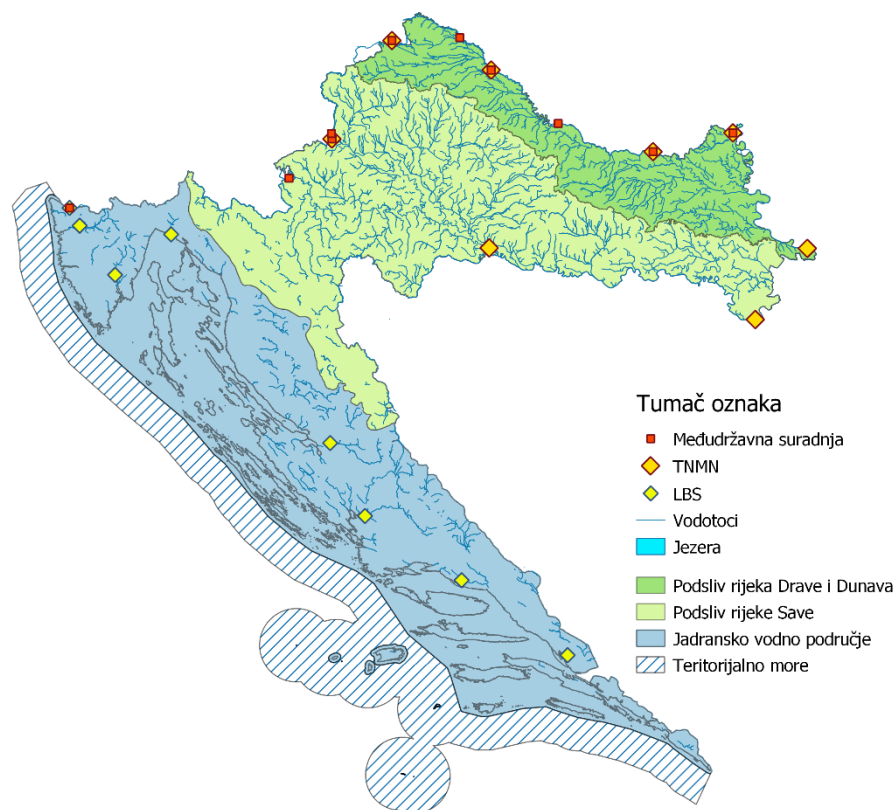 Tumač oznaka
Međudržavna suradnja
TNMN
LBS
Vodotoci
Jezera
Podsliv rijeka Drave i Dunava
Podsliv rijeke Save
Jadransko vodno područje
Teritorijalno more